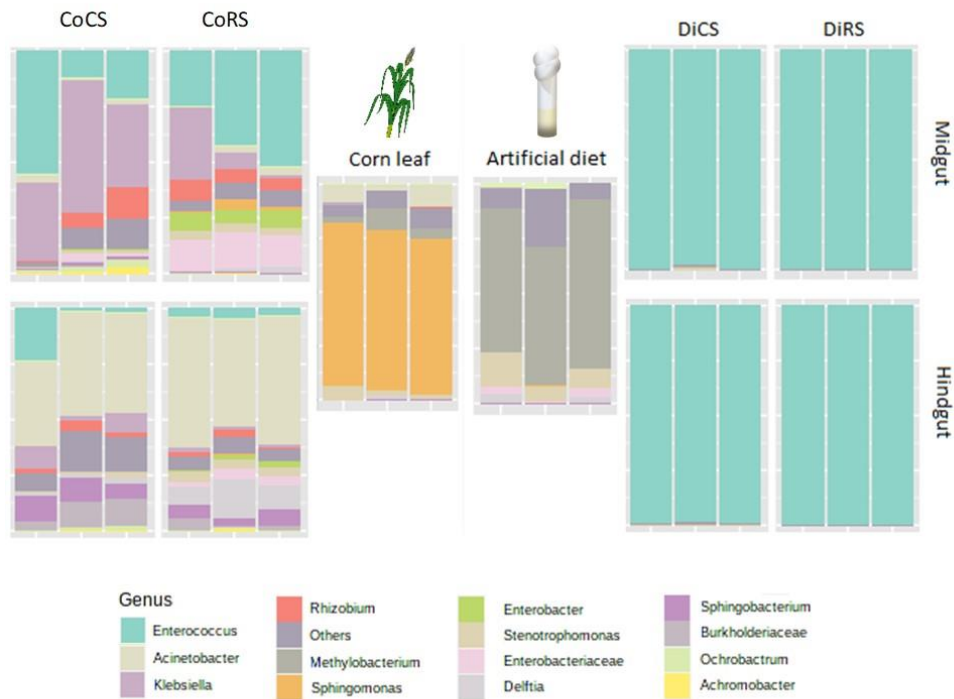 CoCS
CoRS
DiCS
DiRS
Corn leaf
Artificial diet
Midgut
Hindgut
Genus
Enterococcus
Acinetobacter
Klebsiella
Rhizobium
Others
Methylobacterium
Sphingomonas
Enterobacter
Stenotrophomonas
Enterobacteriaceae
Delftia
Sphingobacterium
Burkholderiaceae
Ochrobactrum
Achromobacter